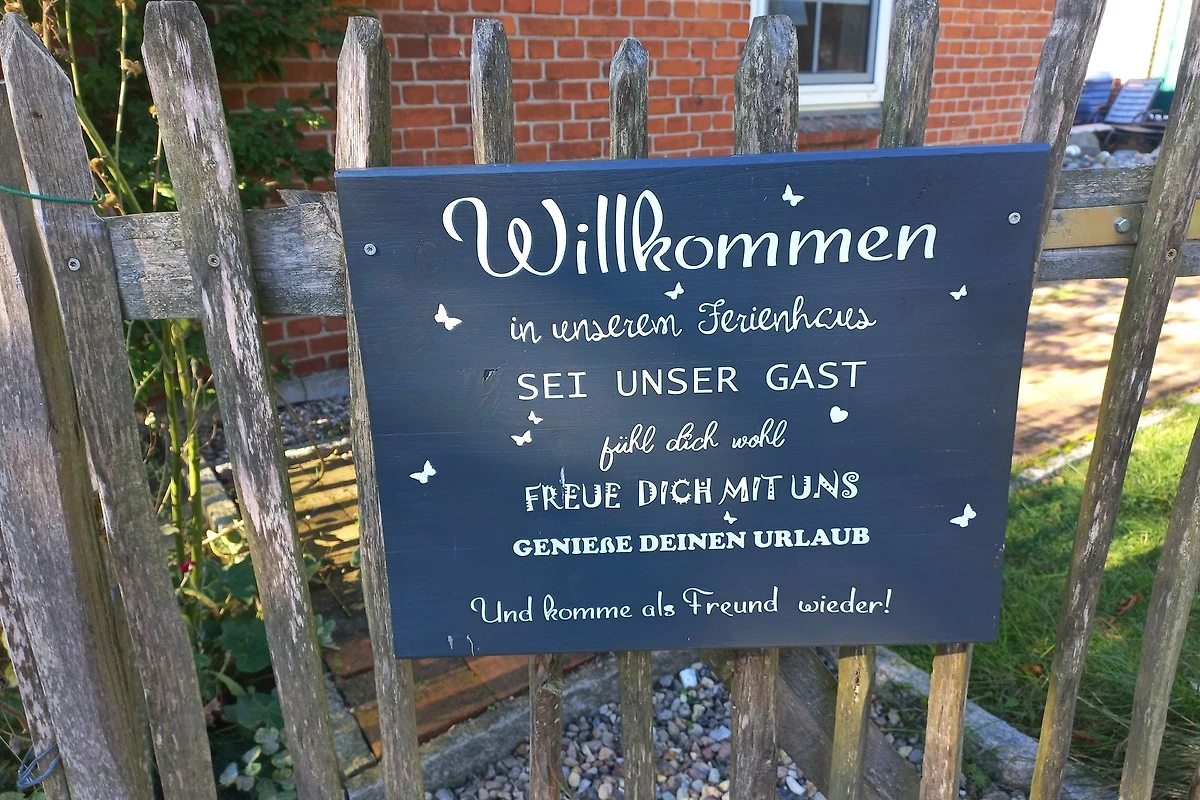 Willkommen
in unserem Ferienhaus
SEI UNSER GAST
fühl dich wohl
FREUE DICH MIT UNS
GENIEßE DEINEN URLAUB
Und komme als Freund wieder!